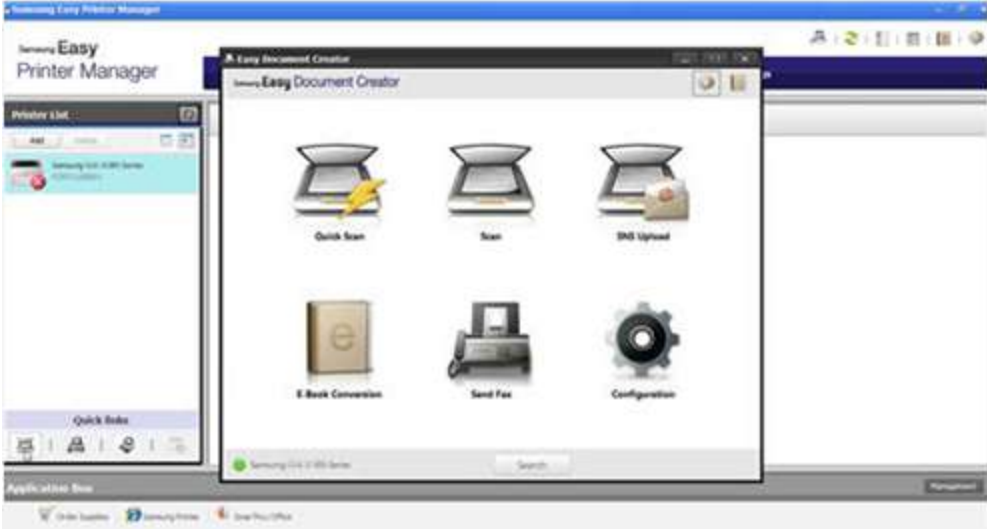 Samsung Easy Printer Manager
Samsung Easy
Printer Manager
Easy Document Creator
Samsung Easy Document Creator
Printer List
Add
Quick Scan
Scan
SNS Upload
E-Book Conversion
Send Fax
Configuration
Quick links
Search
Application Box
Management
Order Supplies
Samsung Printer